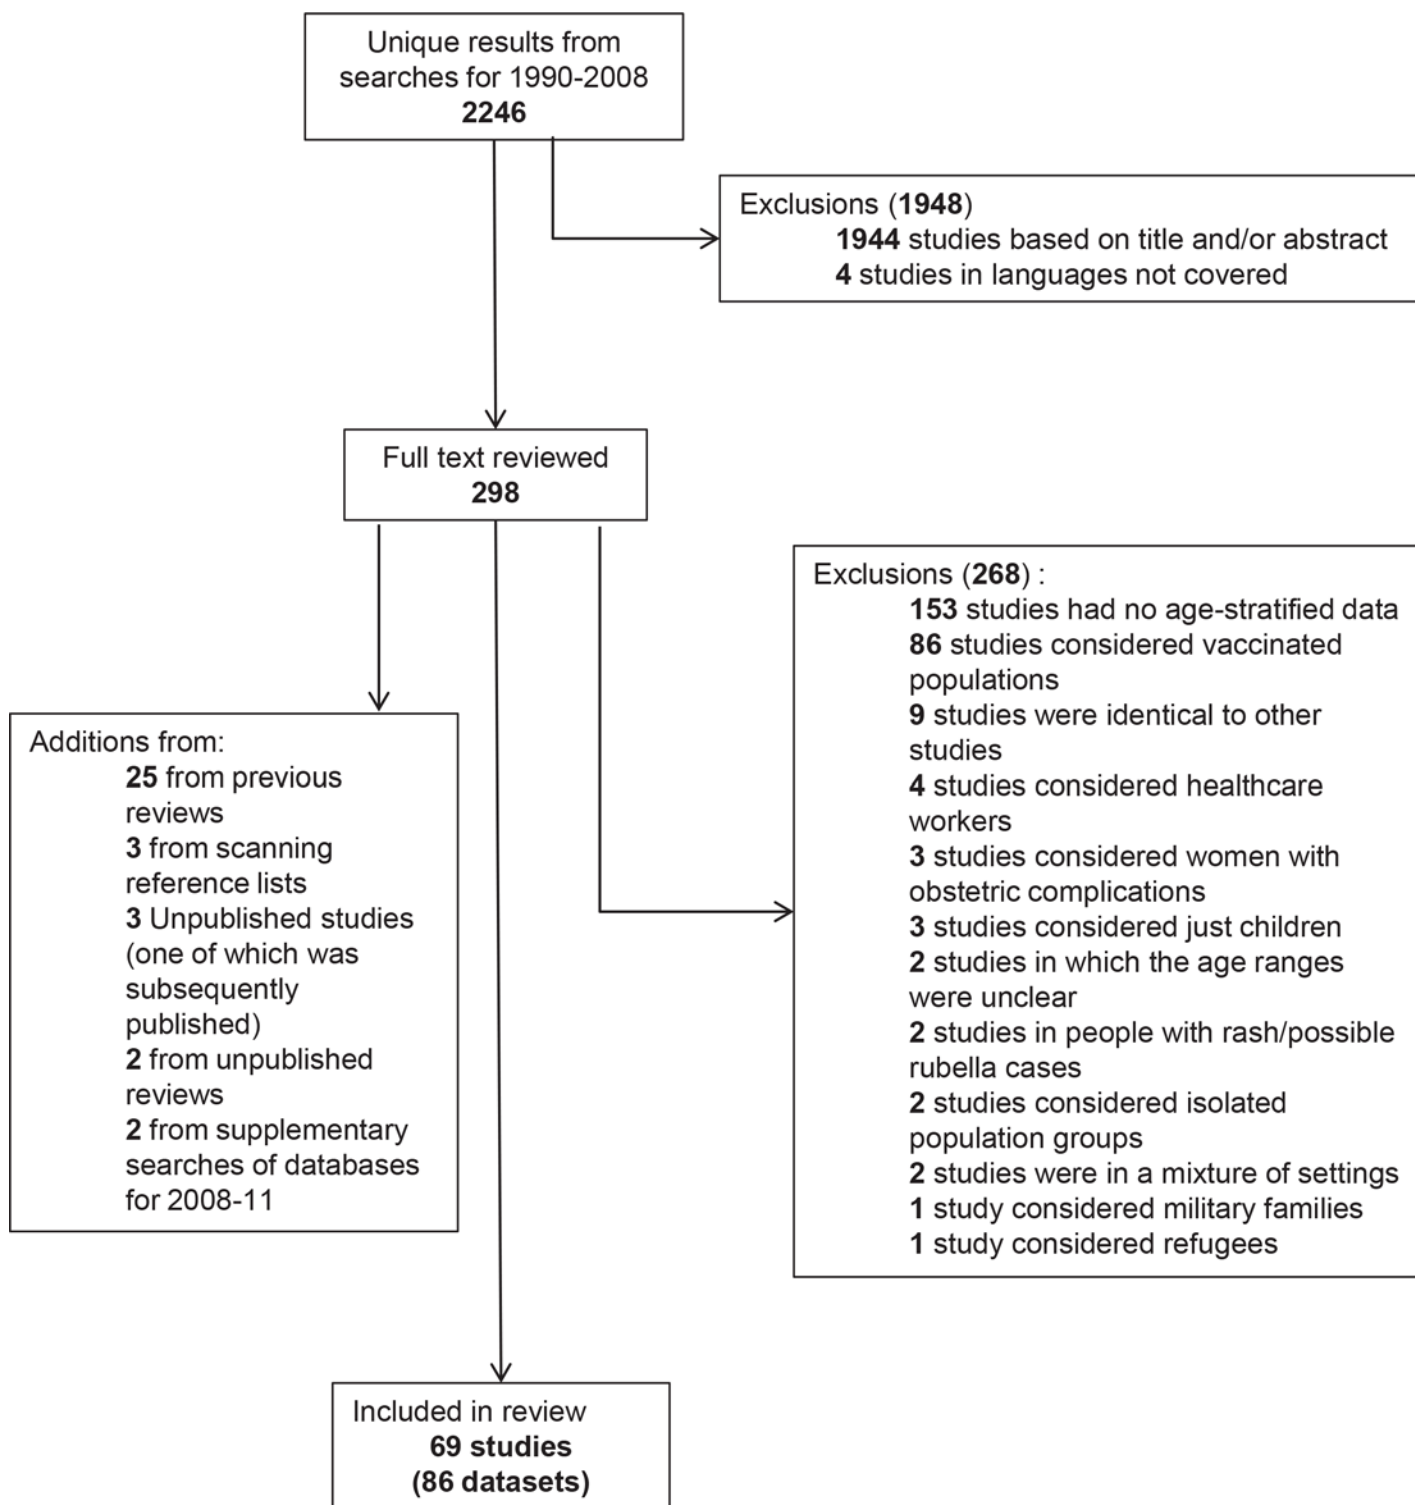 Unique results from
searches for 1990-2008
2246
Exclusions (1948)
1944 studies based on title and/or abstract
4 studies in languages not covered
Full text reviewed
298
Exclusions (268) :
153 studies had no age-stratified data
86 studies considered vaccinated
populations
9 studies were identical to other
studies
4 studies considered healthcare
workers
3 studies considered women with
obstetric complications
3 studies considered just children
2 studies in which the age ranges
were unclear
2 studies in people with rash/possible
rubella cases
2 studies considered isolated
population groups
2 studies were in a mixture of settings
1 study considered military families
1 study considered refugees
Additions from:
25 from previous
reviews
3 from scanning
reference lists
3 Unpublished studies
(one of which was
subsequently
published)
2 from unpublished
reviews
2 from supplementary
searches of databases
for 2008-11
Included in review
69 studies
(86 datasets)